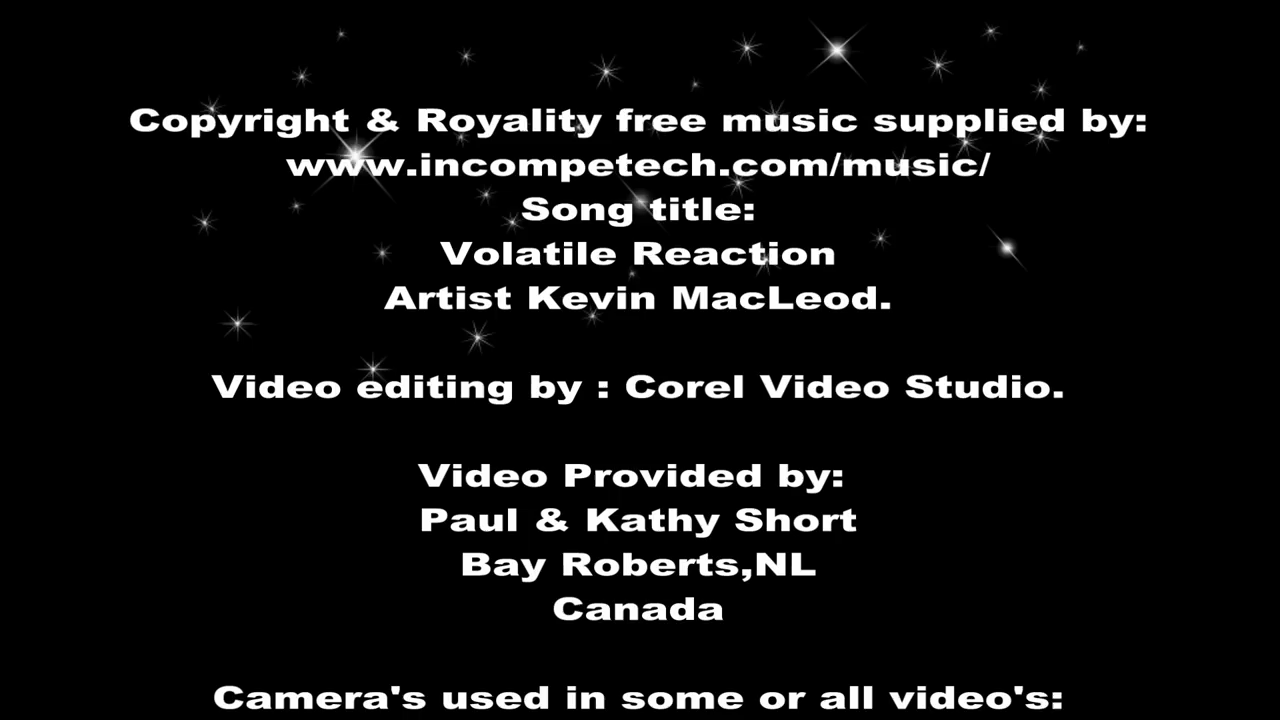 Copyright & Royality free music supplied by:
www.incompetech.com/music/
Song title:
Volatile Reaction
Artist Kevin MacLeod.
Video editing by : Corel Video Studio.
Video Provided by:
Paul & Kathy Short
Bay Roberts,NL
Canada
Camera's used in some or all video's: